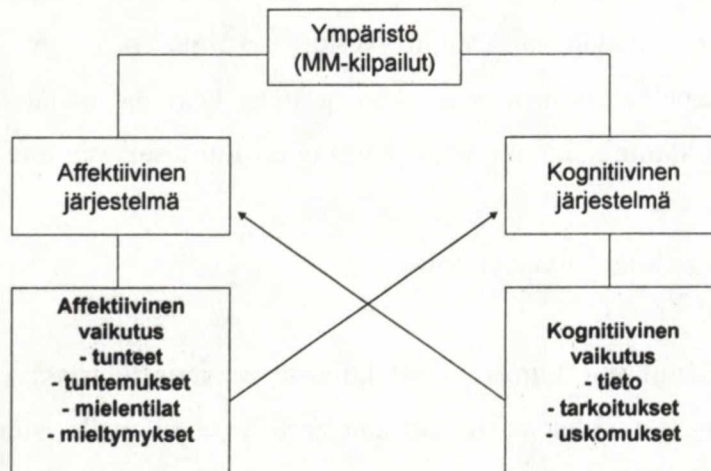 Ympäristö
(MM-kilpailut)
Affektiivinen
järjestelmä
Kognitiivinen
järjestelmä
Affektiivinen
vaikutus
- tunteet
- tuntemukset
- mielentilat
- mieltymykset
Kognitiivinen
vaikutus
- tieto
- tarkoitukset
- uskomukset